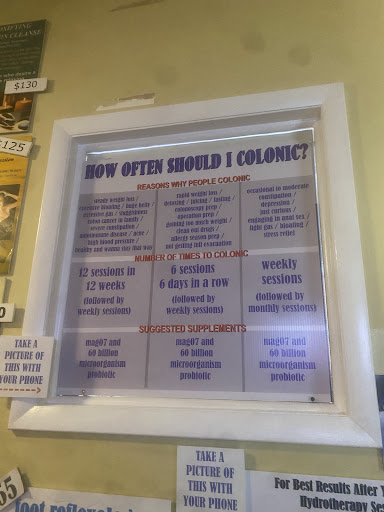 CLEANSE
$130
$125
HOW OFTEN SHOULD I COLONIC?
REASONS WHY PEOPLE COLONIC
steady weight loss /
excessive bloating / huge belly /
excessive gas / sluggishness
colon cancer in family /
severe constipation /
autoimmune disease / acne /
high blood pressure /
healthy and wanna stay that way
rapid weight loss /
detoxing / juicing / fasting /
colonoscopy prep /
vacation prep /
gaining too much weight /
clean out drugs /
allergy season prep /
not getting full evacuation
occasional to moderate
constipation /
depression /
just curious /
engaging in anal sex /
light gas / bloating /
stress relief
NUMBER OF TIMES TO COLONIC
12 sessions in
12 weeks
(followed by
weekly sessions)
6 sessions
6 days in a row
(followed by
weekly sessions)
weekly
sessions
(followed by
monthly sessions)
SUGGESTED SUPPLEMENTS
mag07 and
60 billion
microorganism
probiotic
mag07 and
60 billion
microorganism
probiotic
mag07 and
60 billion
microorganism
probiotic
TAKE A
PICTURE OF
THIS WITH
YOUR PHONE
TAKE A
PICTURE OF
THIS WITH
YOUR PHONE
For Best Results After
Hydrotherapy
65
foot